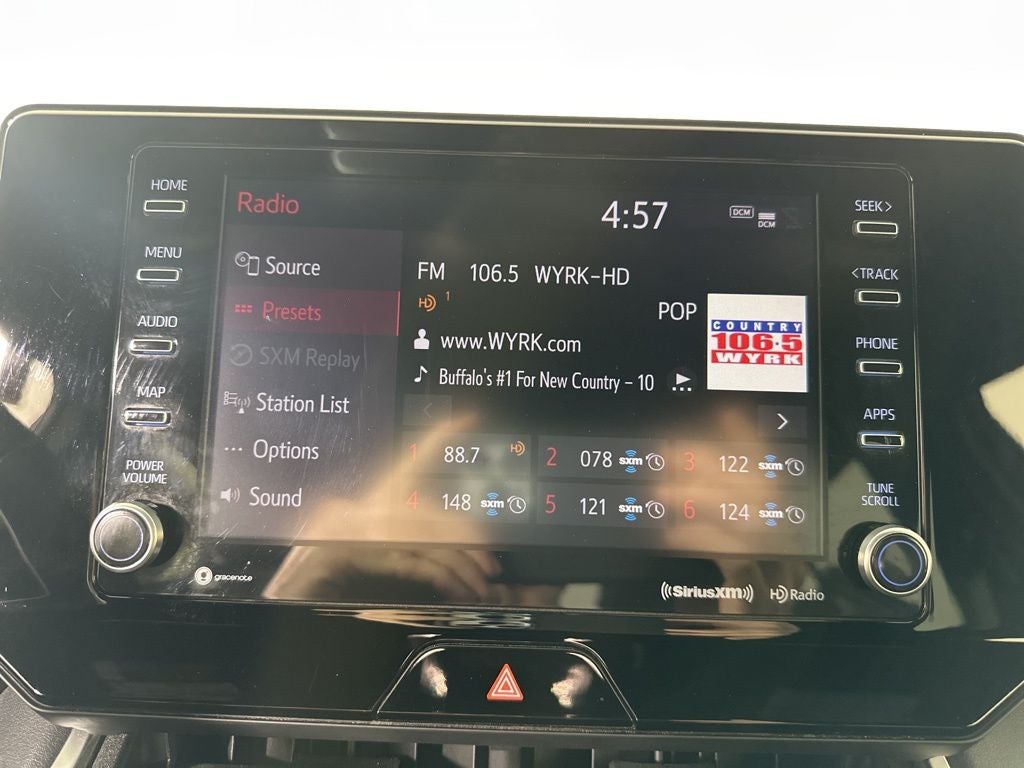 HOME
MENU
AUDIO
MAP
POWER
VOLUME
Radio
4:57
DCM
DCM
Source
Presets
SXM Replay
Station List
Options
Sound
FM 106.5 WYRK-HD
HD 1
POP
www.WYRK.com
Buffalo's #1 For New Country - 10
COUNTRY
106.5
WYRK
1 88.7 HD
2 078 sxm
3 122 sxm
4 148 sxm
5 121 sxm
6 124 sxm
SEEK>
<TRACK
PHONE
APPS
TUNE
SCROLL
gracenote
((SiriusXM))
HD Radio